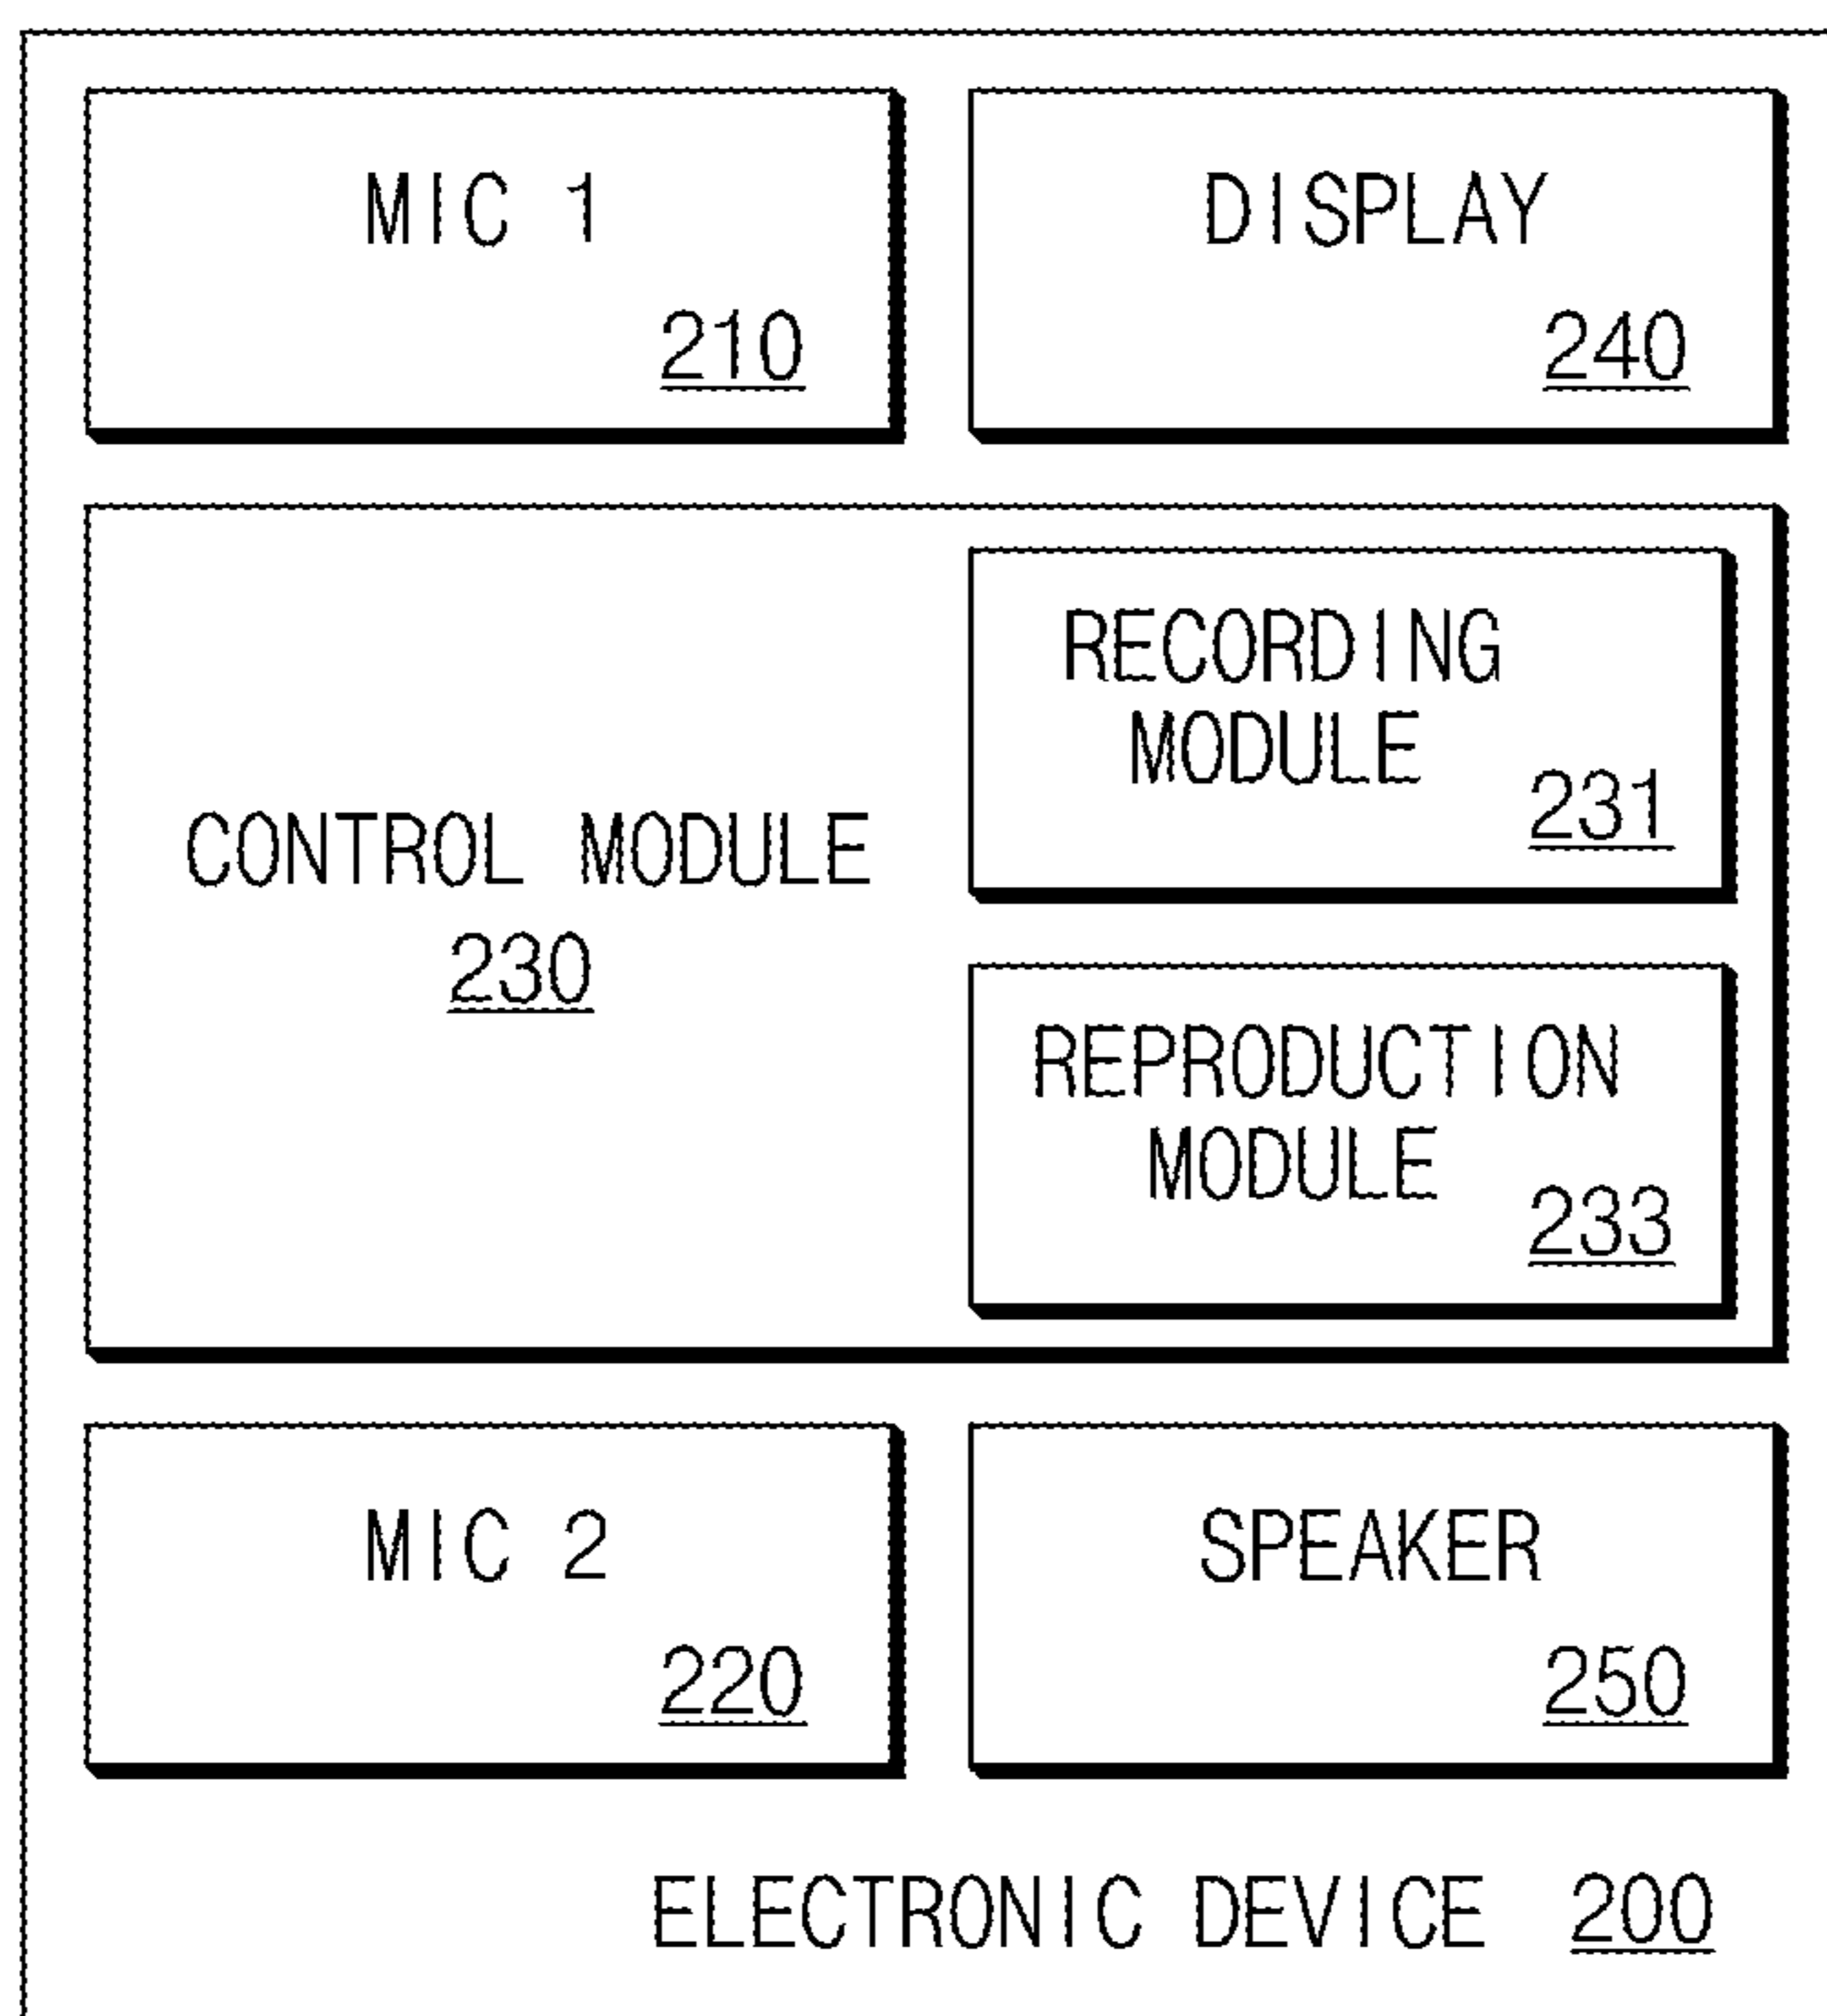 MIC 1
210
DISPLAY
240
CONTROL MODULE
230
RECORDING
MODULE
231
REPRODUCTION
MODULE
233
MIC 2
220
SPEAKER
250
ELECTRONIC DEVICE 200